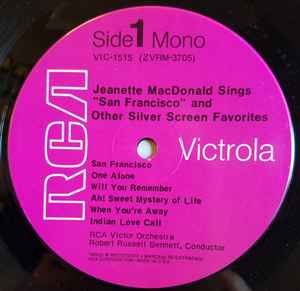 Side 1 Mono
VIC-1515 (ZVRM-3705)
Jeanette MacDonald Sings
"San Francisco" and
Other Silver Screen Favorites
RCA
Victrola
San Francisco
One Alone
Will You Remember
Ah! Sweet Mystery of Life
When You're Away
Indian Love Call
RCA Victor Orchestra
Robert Russell Bennett, Conductor